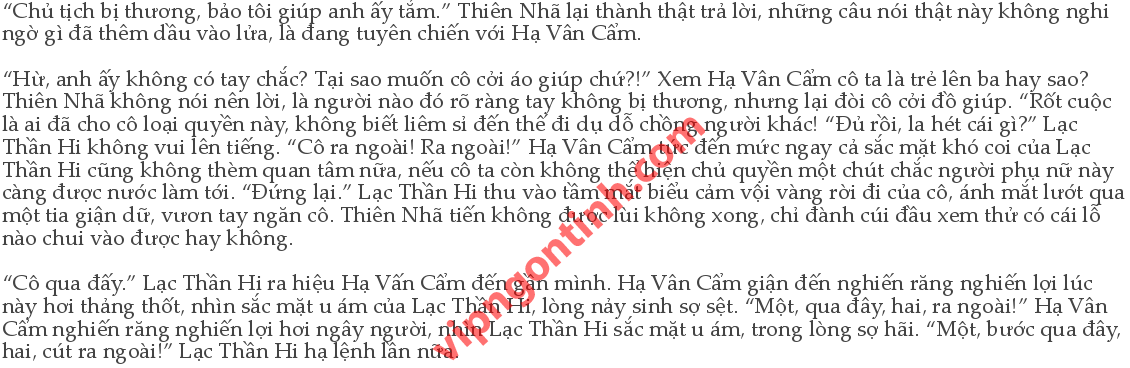 “Chủ tịch bị thương, bảo tôi giúp anh ấy tắm.” Thiên Nhã lại thành thật trả lời, những câu nói thật này không nghi
ngờ gì đã thêm dầu vào lửa, là đang tuyên chiến với Hạ Vân Cẩm.
“Hừ, anh ấy không có tay chắc? Tại sao muốn cô cởi áo giúp chứ?!” Xem Hạ Vân Cẩm cô ta là trẻ lên ba hay sao?
Thiên Nhã không nói nên lời, là người nào đó rõ ràng tay không bị thương, nhưng lại đòi cô cởi đồ giúp. “Rốt cuộc
là ai đã cho cô loại quyền này, không biết liêm sỉ đến thế đi dụ dỗ chồng người khác! “Đủ rồi, la hét cái gì?” Lạc
Thần Hi không vui lên tiếng. “Cô ra ngoài! Ra ngoài!” Hạ Vân Cẩm tức đến mức ngay cả sắc mặt khó coi của Lạc
Thần Hi cũng không thèm quan tâm nữa, nếu cô ta còn không thể hiện chủ quyền một chút chắc người phụ nữ này
càng được nước làm tới. “Đứng lại.” Lạc Thần Hi thu vào tầm mắt biểu cảm vội vàng rời đi của cô, ánh mắt lướt qua
một tia giận dữ, vươn tay ngăn cô. Thiên Nhã tiến không được lùi không xong, chỉ đành cúi đầu xem thử có cái lỗ
nào chui vào được hay không.
“Cô qua đấy.” Lạc Thần Hi ra hiệu Hạ Vấn Cẩm đến gần mình. Hạ Vân Cẩm giận đến nghiến răng nghiến lợi lúc
này hơi thảng thốt, nhìn sắc mặt u ám của Lạc Thần Hi, lòng nảy sinh sợ sệt. “Một, qua đây, hai, ra ngoài!” Hạ Vân
Cẩm nghiến răng nghiến lợi hơi ngây người, nhìn Lạc Thần Hi sắc mặt u ám, trong lòng sợ hãi. “Một, bước qua đây,
hai, cút ra ngoài!” Lạc Thần Hi hạ lệnh lần nữa.
vipngontinh.com